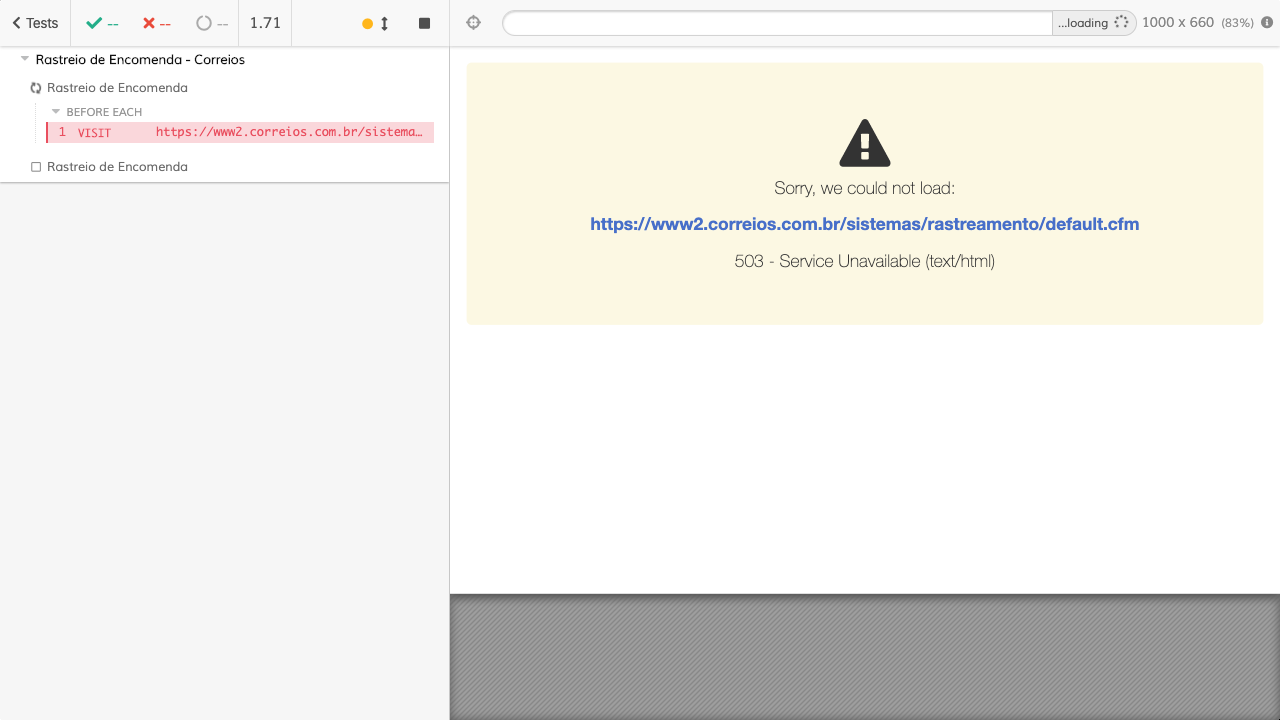 Tests
--
--
--
1.71
...loading
1000 x 660 (83%)
Rastreio de Encomenda - Correios
Rastreio de Encomenda
BEFORE EACH
1 VISIT https://www2.correios.com.br/sistema…
Rastreio de Encomenda
Sorry, we could not load:
https://www2.correios.com.br/sistemas/rastreamento/default.cfm
503 - Service Unavailable (text/html)